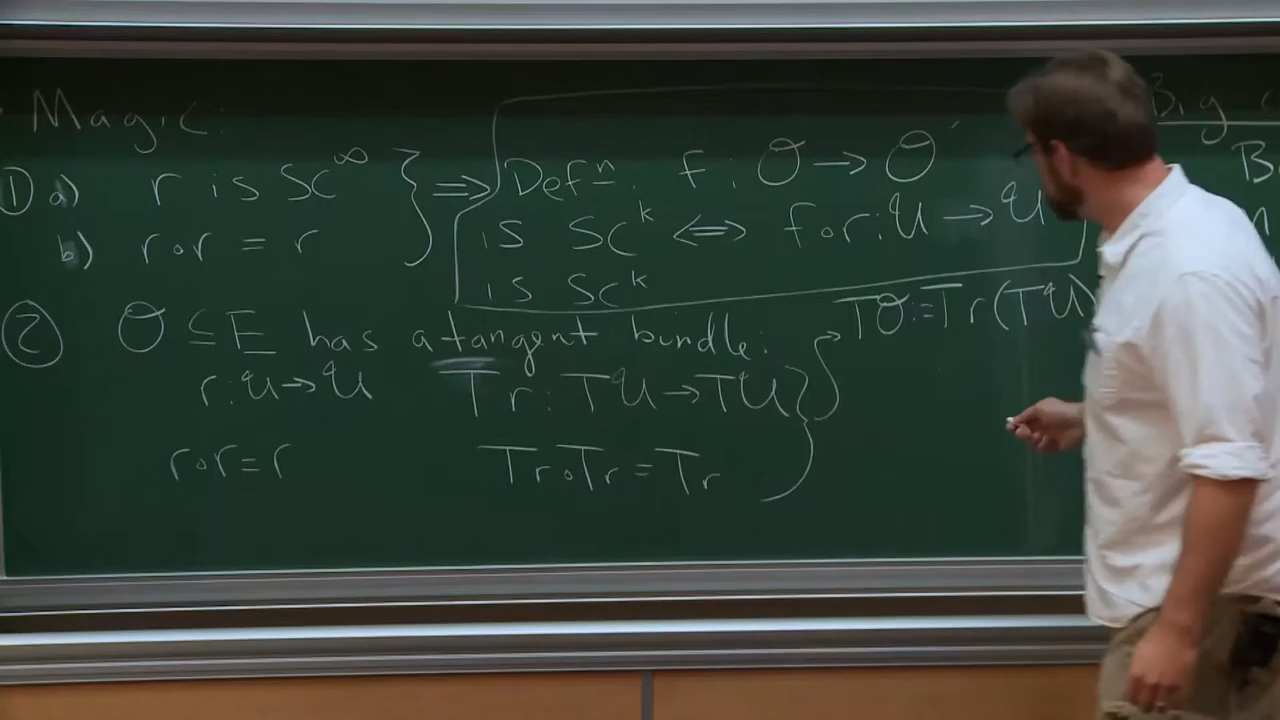 Magic:
① a) r is sc^∞
b) r∘r = r
} ⇒
Defⁿ: f : O → O'
is sc^k ⟺ f∘r : U → U
is sc^k
② O ⊆ E has a tangent bundle:
r : U → U
Tr : TU → TU
TO := Tr(TU)
r∘r = r
Tr∘Tr = Tr
Big